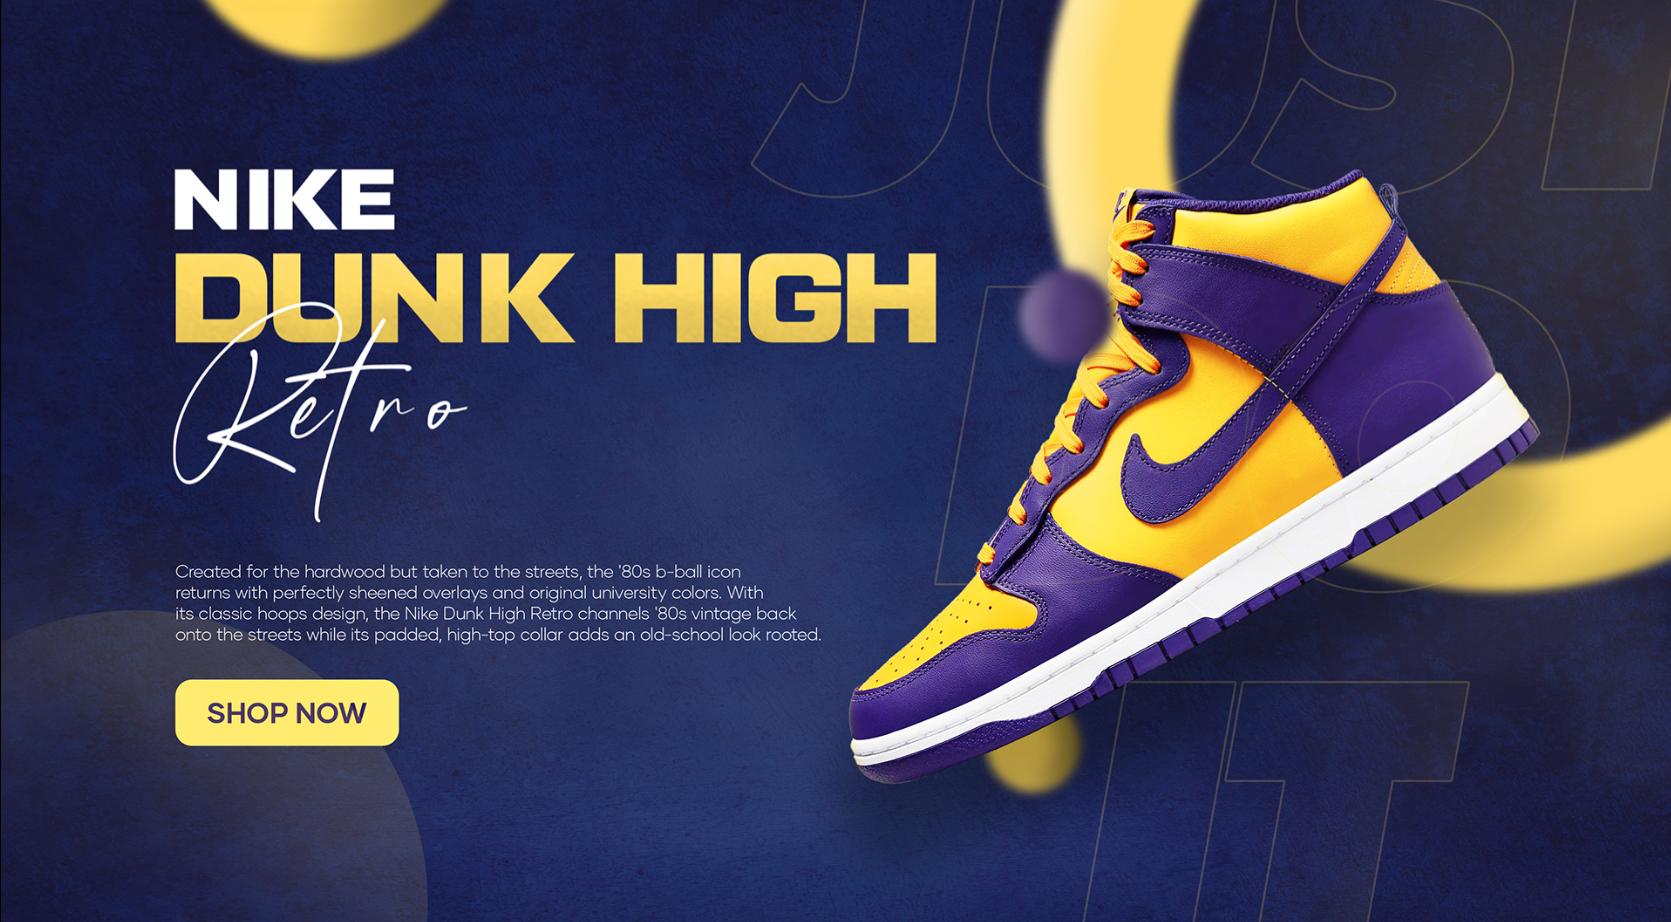 JUST
NIKE
DUNK HIGH
Retro
DO
Created for the hardwood but taken to the streets, the '80s b-ball icon
returns with perfectly sheened overlays and original university colors. With
its classic hoops design, the Nike Dunk High Retro channels '80s vintage back
onto the streets while its padded, high-top collar adds an old-school look rooted.
SHOP NOW
IT